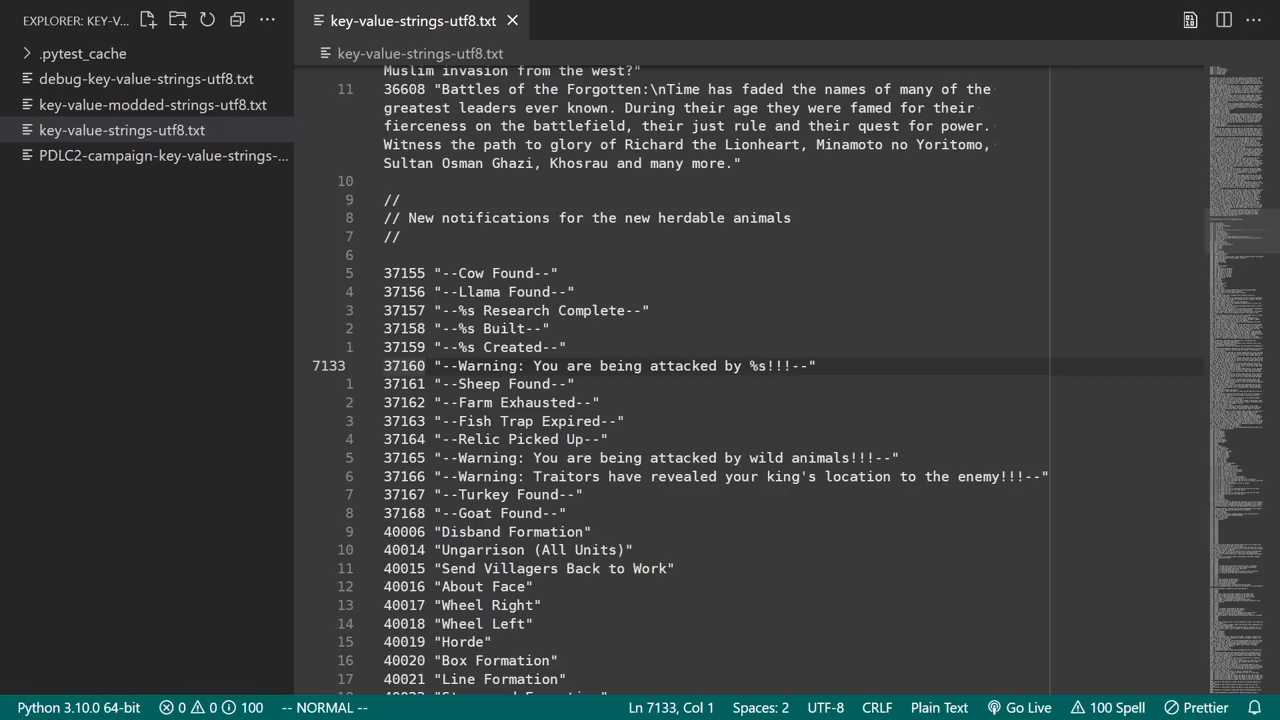 EXPLORER: KEY-V...
key-value-strings-utf8.txt
.pytest_cache
debug-key-value-strings-utf8.txt
key-value-modded-strings-utf8.txt
key-value-strings-utf8.txt
PDLC2-campaign-key-value-strings-...
key-value-strings-utf8.txt
Muslim invasion from the west?"
11 36608 "Battles of the Forgotten:\nTime has faded the names of many of the
greatest leaders ever known. During their age they were famed for their
fierceness on the battlefield, their just rule and their quest for power.
Witness the path to glory of Richard the Lionheart, Minamoto no Yoritomo,
Sultan Osman Ghazi, Khosrau and many more."
10
9 //
8 // New notifications for the new herdable animals
7 //
6
5 37155 "--Cow Found--"
4 37156 "--Llama Found--"
3 37157 "--%s Research Complete--"
2 37158 "--%s Built--"
1 37159 "--%s Created--"
7133 37160 "--Warning: You are being attacked by %s!!!--"
1 37161 "--Sheep Found--"
2 37162 "--Farm Exhausted--"
3 37163 "--Fish Trap Expired--"
4 37164 "--Relic Picked Up--"
5 37165 "--Warning: You are being attacked by wild animals!!!--"
6 37166 "--Warning: Traitors have revealed your king's location to the enemy!!!--"
7 37167 "--Turkey Found--"
8 37168 "--Goat Found--"
9 40006 "Disband Formation"
10 40014 "Ungarrison (All Units)"
11 40015 "Send Villagers Back to Work"
12 40016 "About Face"
13 40017 "Wheel Right"
14 40018 "Wheel Left"
15 40019 "Horde"
16 40020 "Box Formation"
17 40021 "Line Formation"
Python 3.10.0 64-bit 0 0 100 -- NORMAL -- Ln 7133, Col 1 Spaces: 2 UTF-8 CRLF Plain Text Go Live 100 Spell Prettier